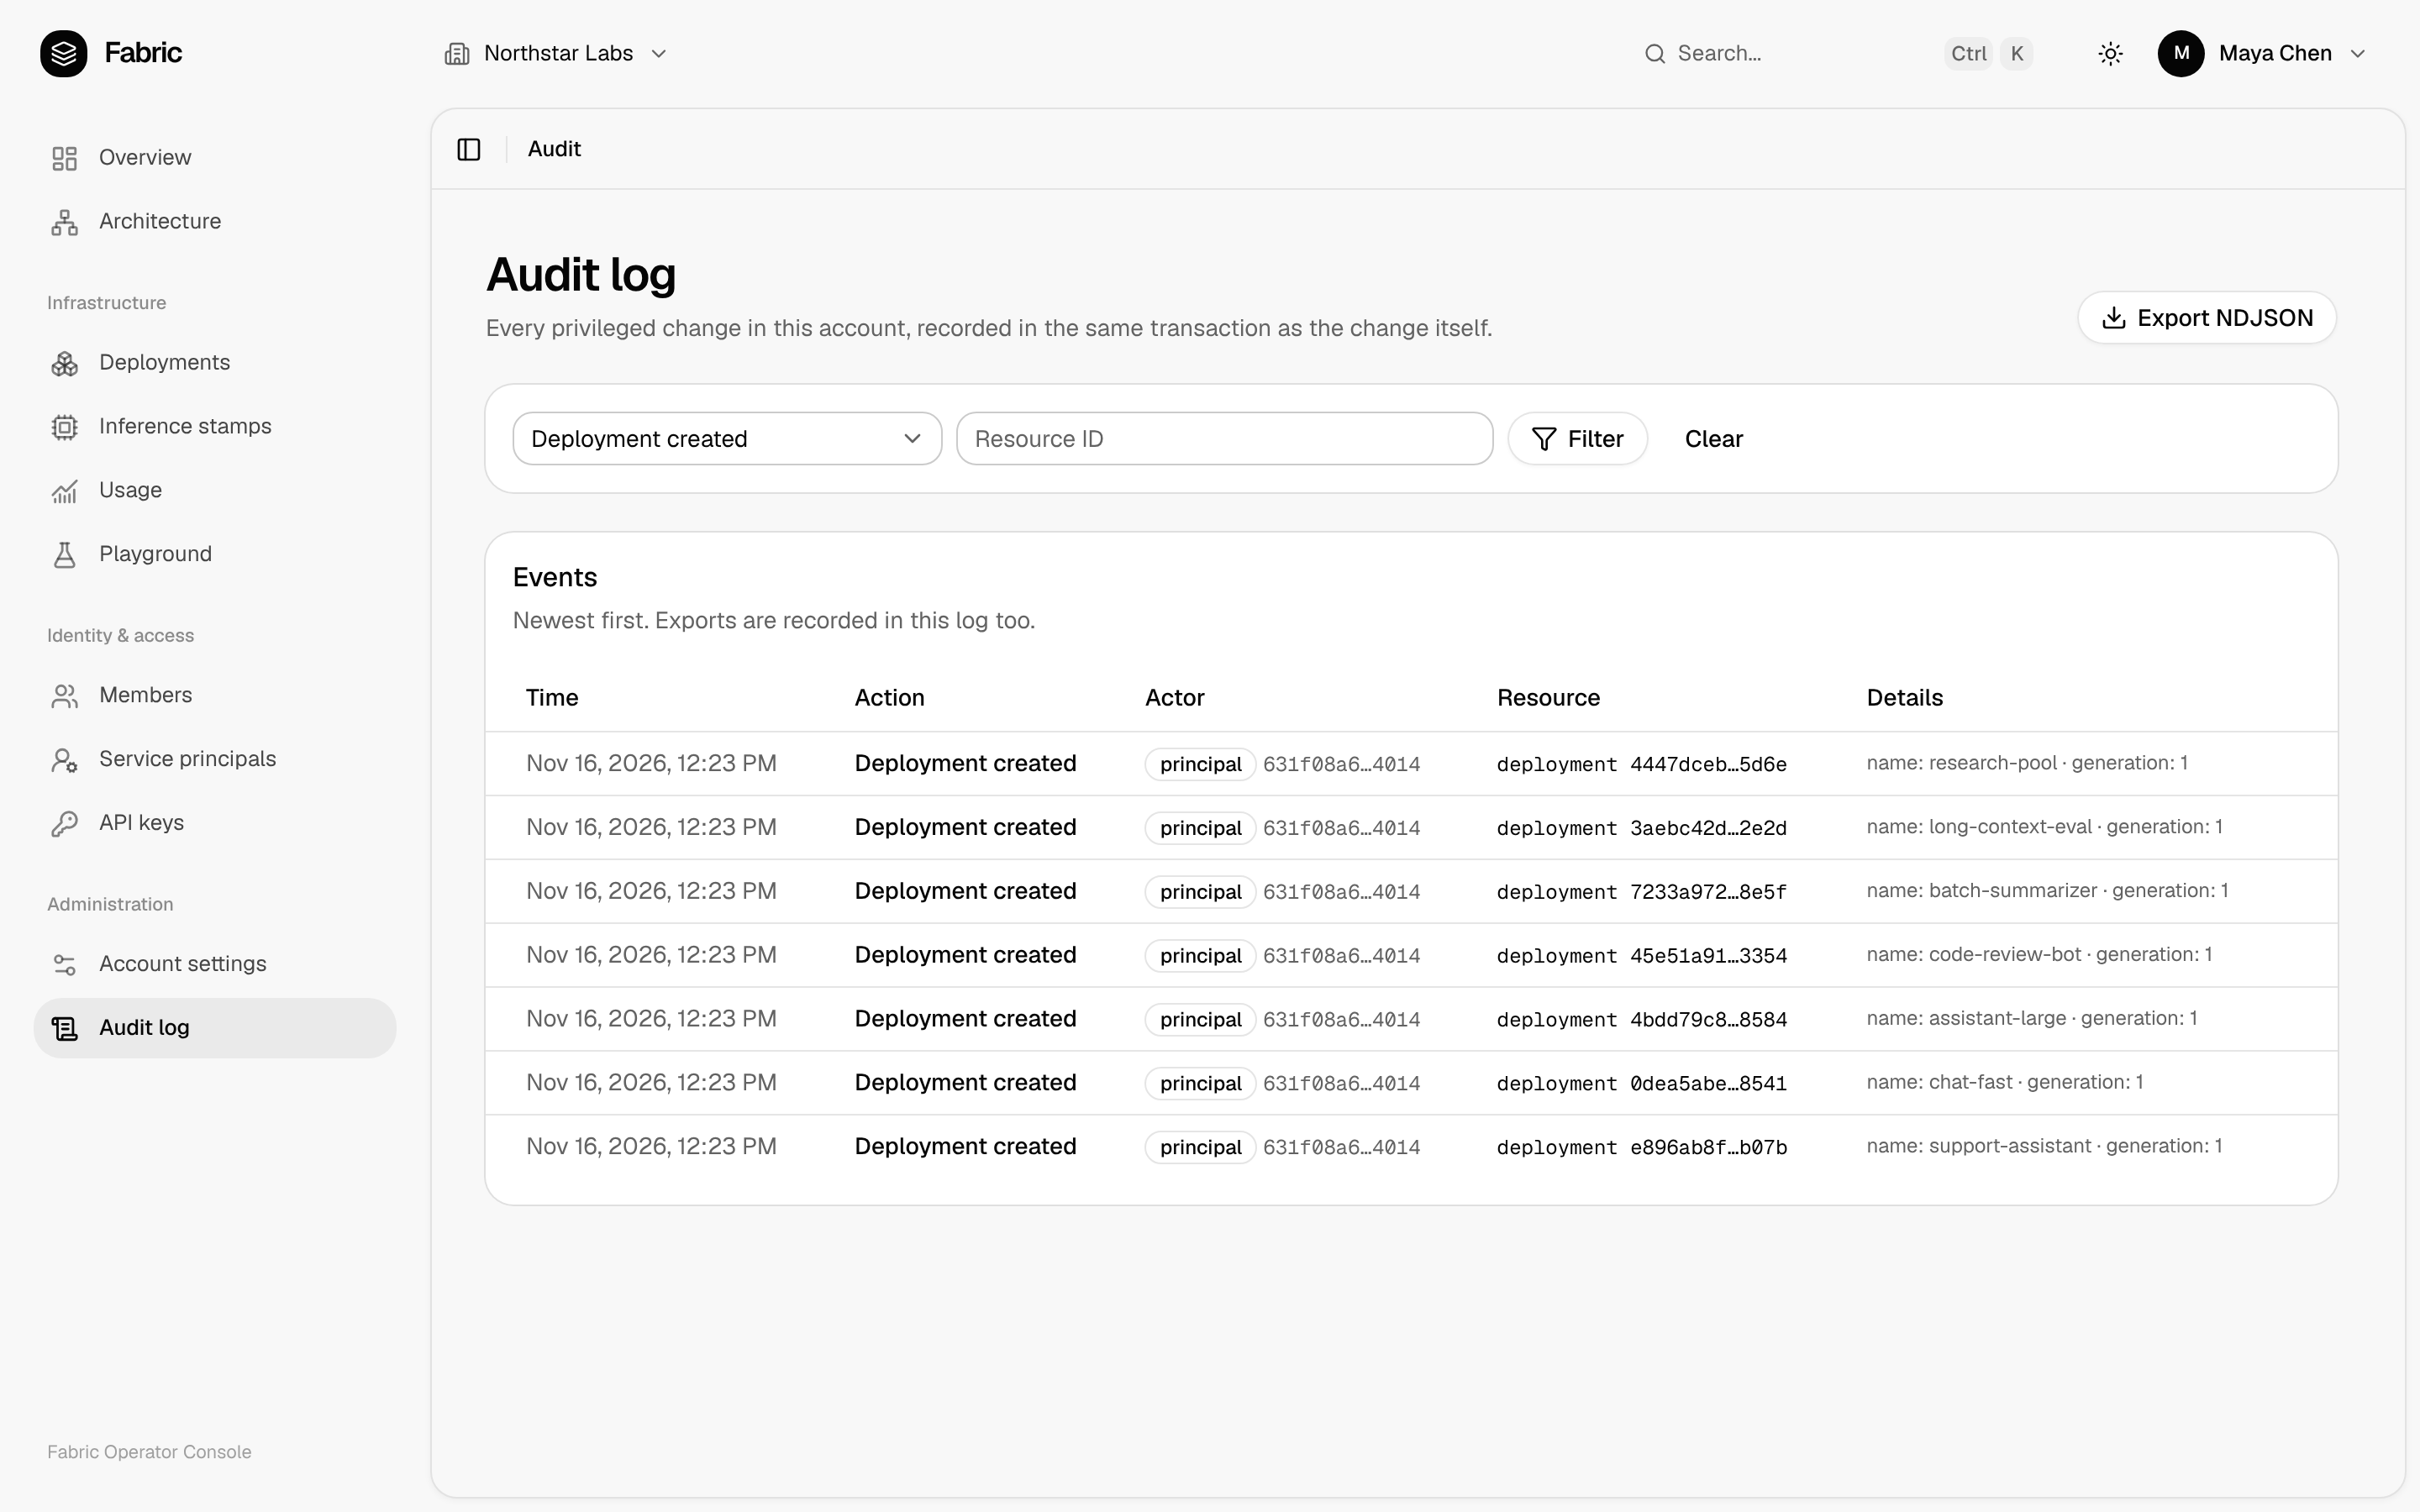 Fabric
Northstar Labs
Search...
Ctrl K
M
Maya Chen
Overview
Architecture
Infrastructure
Deployments
Inference stamps
Usage
Playground
Identity & access
Members
Service principals
API keys
Administration
Account settings
Audit log
Fabric Operator Console
Audit
Audit log
Every privileged change in this account, recorded in the same transaction as the change itself.
Export NDJSON
Deployment created
Resource ID
Filter
Clear
Events
Newest first. Exports are recorded in this log too.
Time Action Actor Resource Details
Nov 16, 2026, 12:23 PM Deployment created principal 631f08a6…4014 deployment 4447dceb…5d6e name: research-pool · generation: 1
Nov 16, 2026, 12:23 PM Deployment created principal 631f08a6…4014 deployment 3aebc42d…2e2d name: long-context-eval · generation: 1
Nov 16, 2026, 12:23 PM Deployment created principal 631f08a6…4014 deployment 7233a972…8e5f name: batch-summarizer · generation: 1
Nov 16, 2026, 12:23 PM Deployment created principal 631f08a6…4014 deployment 45e51a91…3354 name: code-review-bot · generation: 1
Nov 16, 2026, 12:23 PM Deployment created principal 631f08a6…4014 deployment 4bdd79c8…8584 name: assistant-large · generation: 1
Nov 16, 2026, 12:23 PM Deployment created principal 631f08a6…4014 deployment 0dea5abe…8541 name: chat-fast · generation: 1
Nov 16, 2026, 12:23 PM Deployment created principal 631f08a6…4014 deployment e896ab8f…b07b name: support-assistant · generation: 1